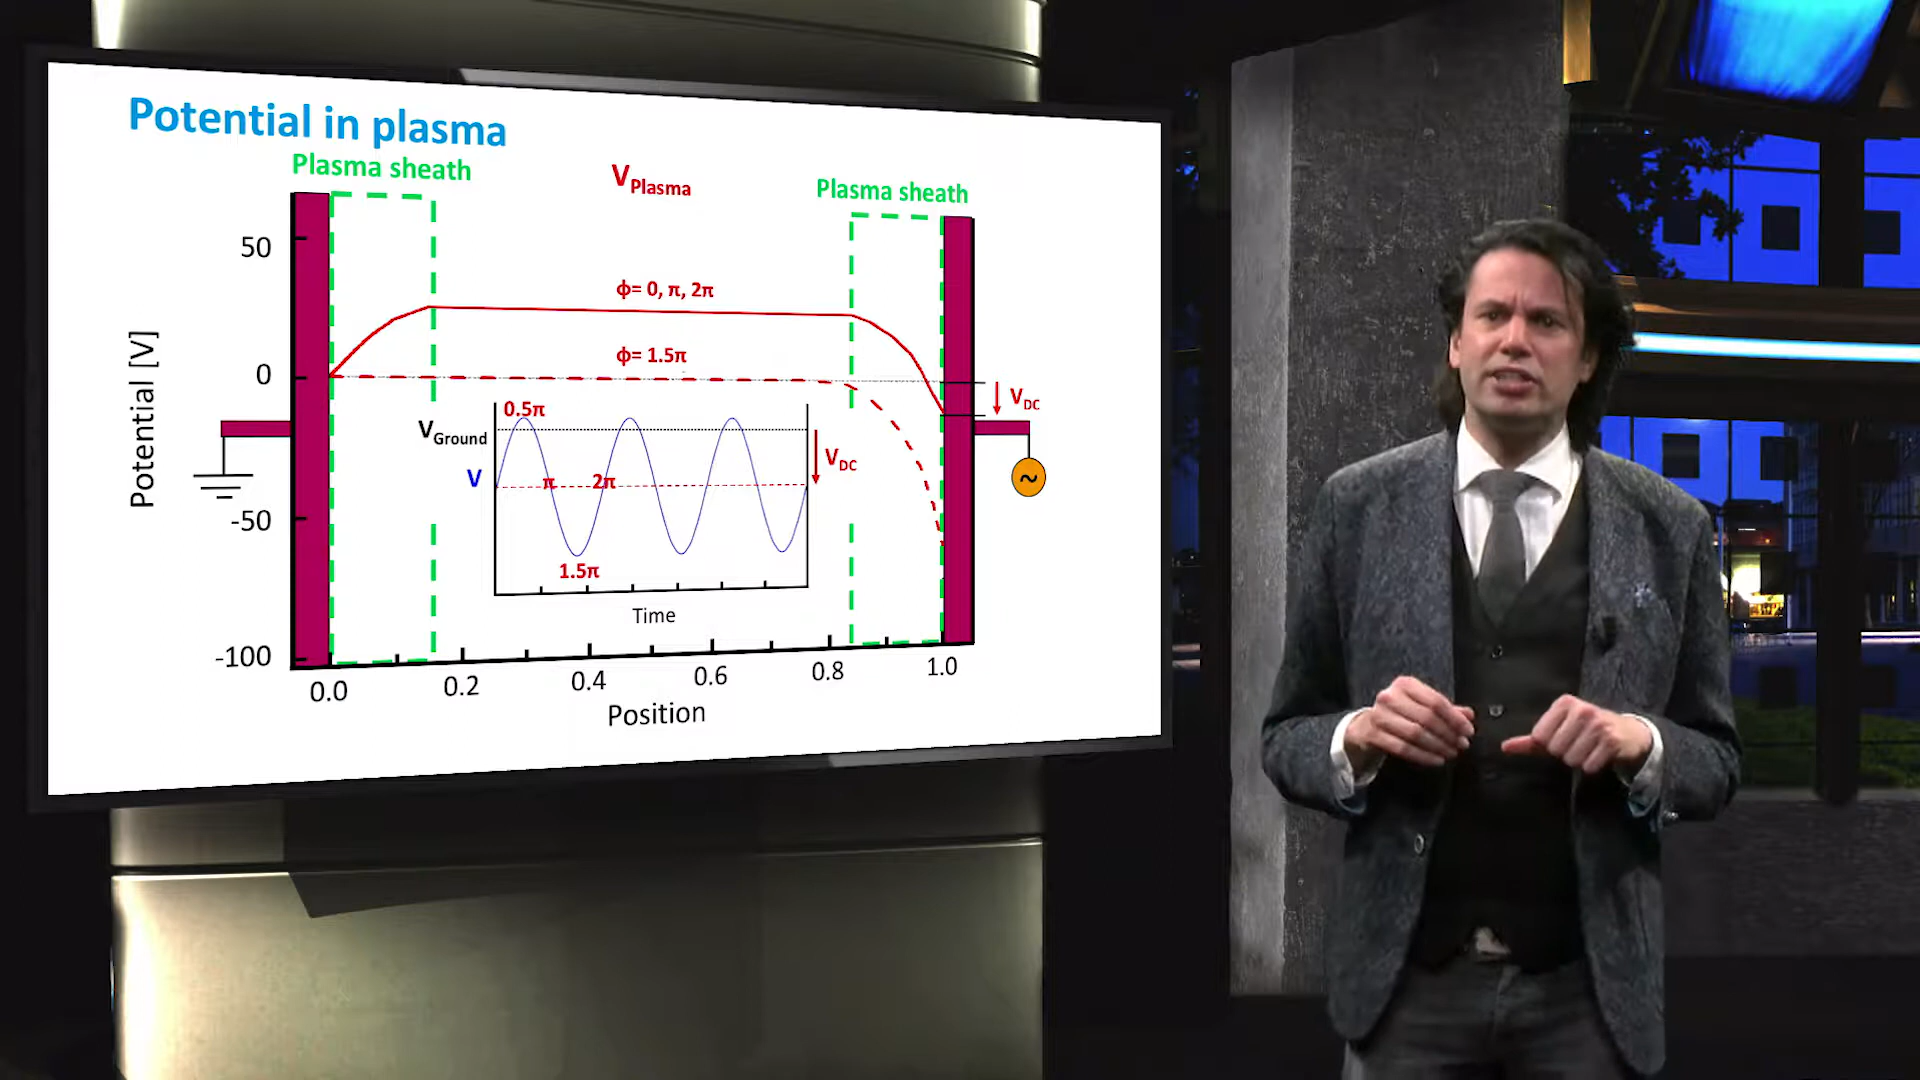 Potential in plasma
Plasma sheath
VPlasma
Plasma sheath
50
ϕ= 0, π, 2π
ϕ= 1.5π
0
VDC
0.5π
VGround
VDC
V
π
2π
~
-50
1.5π
Time
-100
0.0
0.2
0.4
0.6
0.8
1.0
Position
Potential [V]